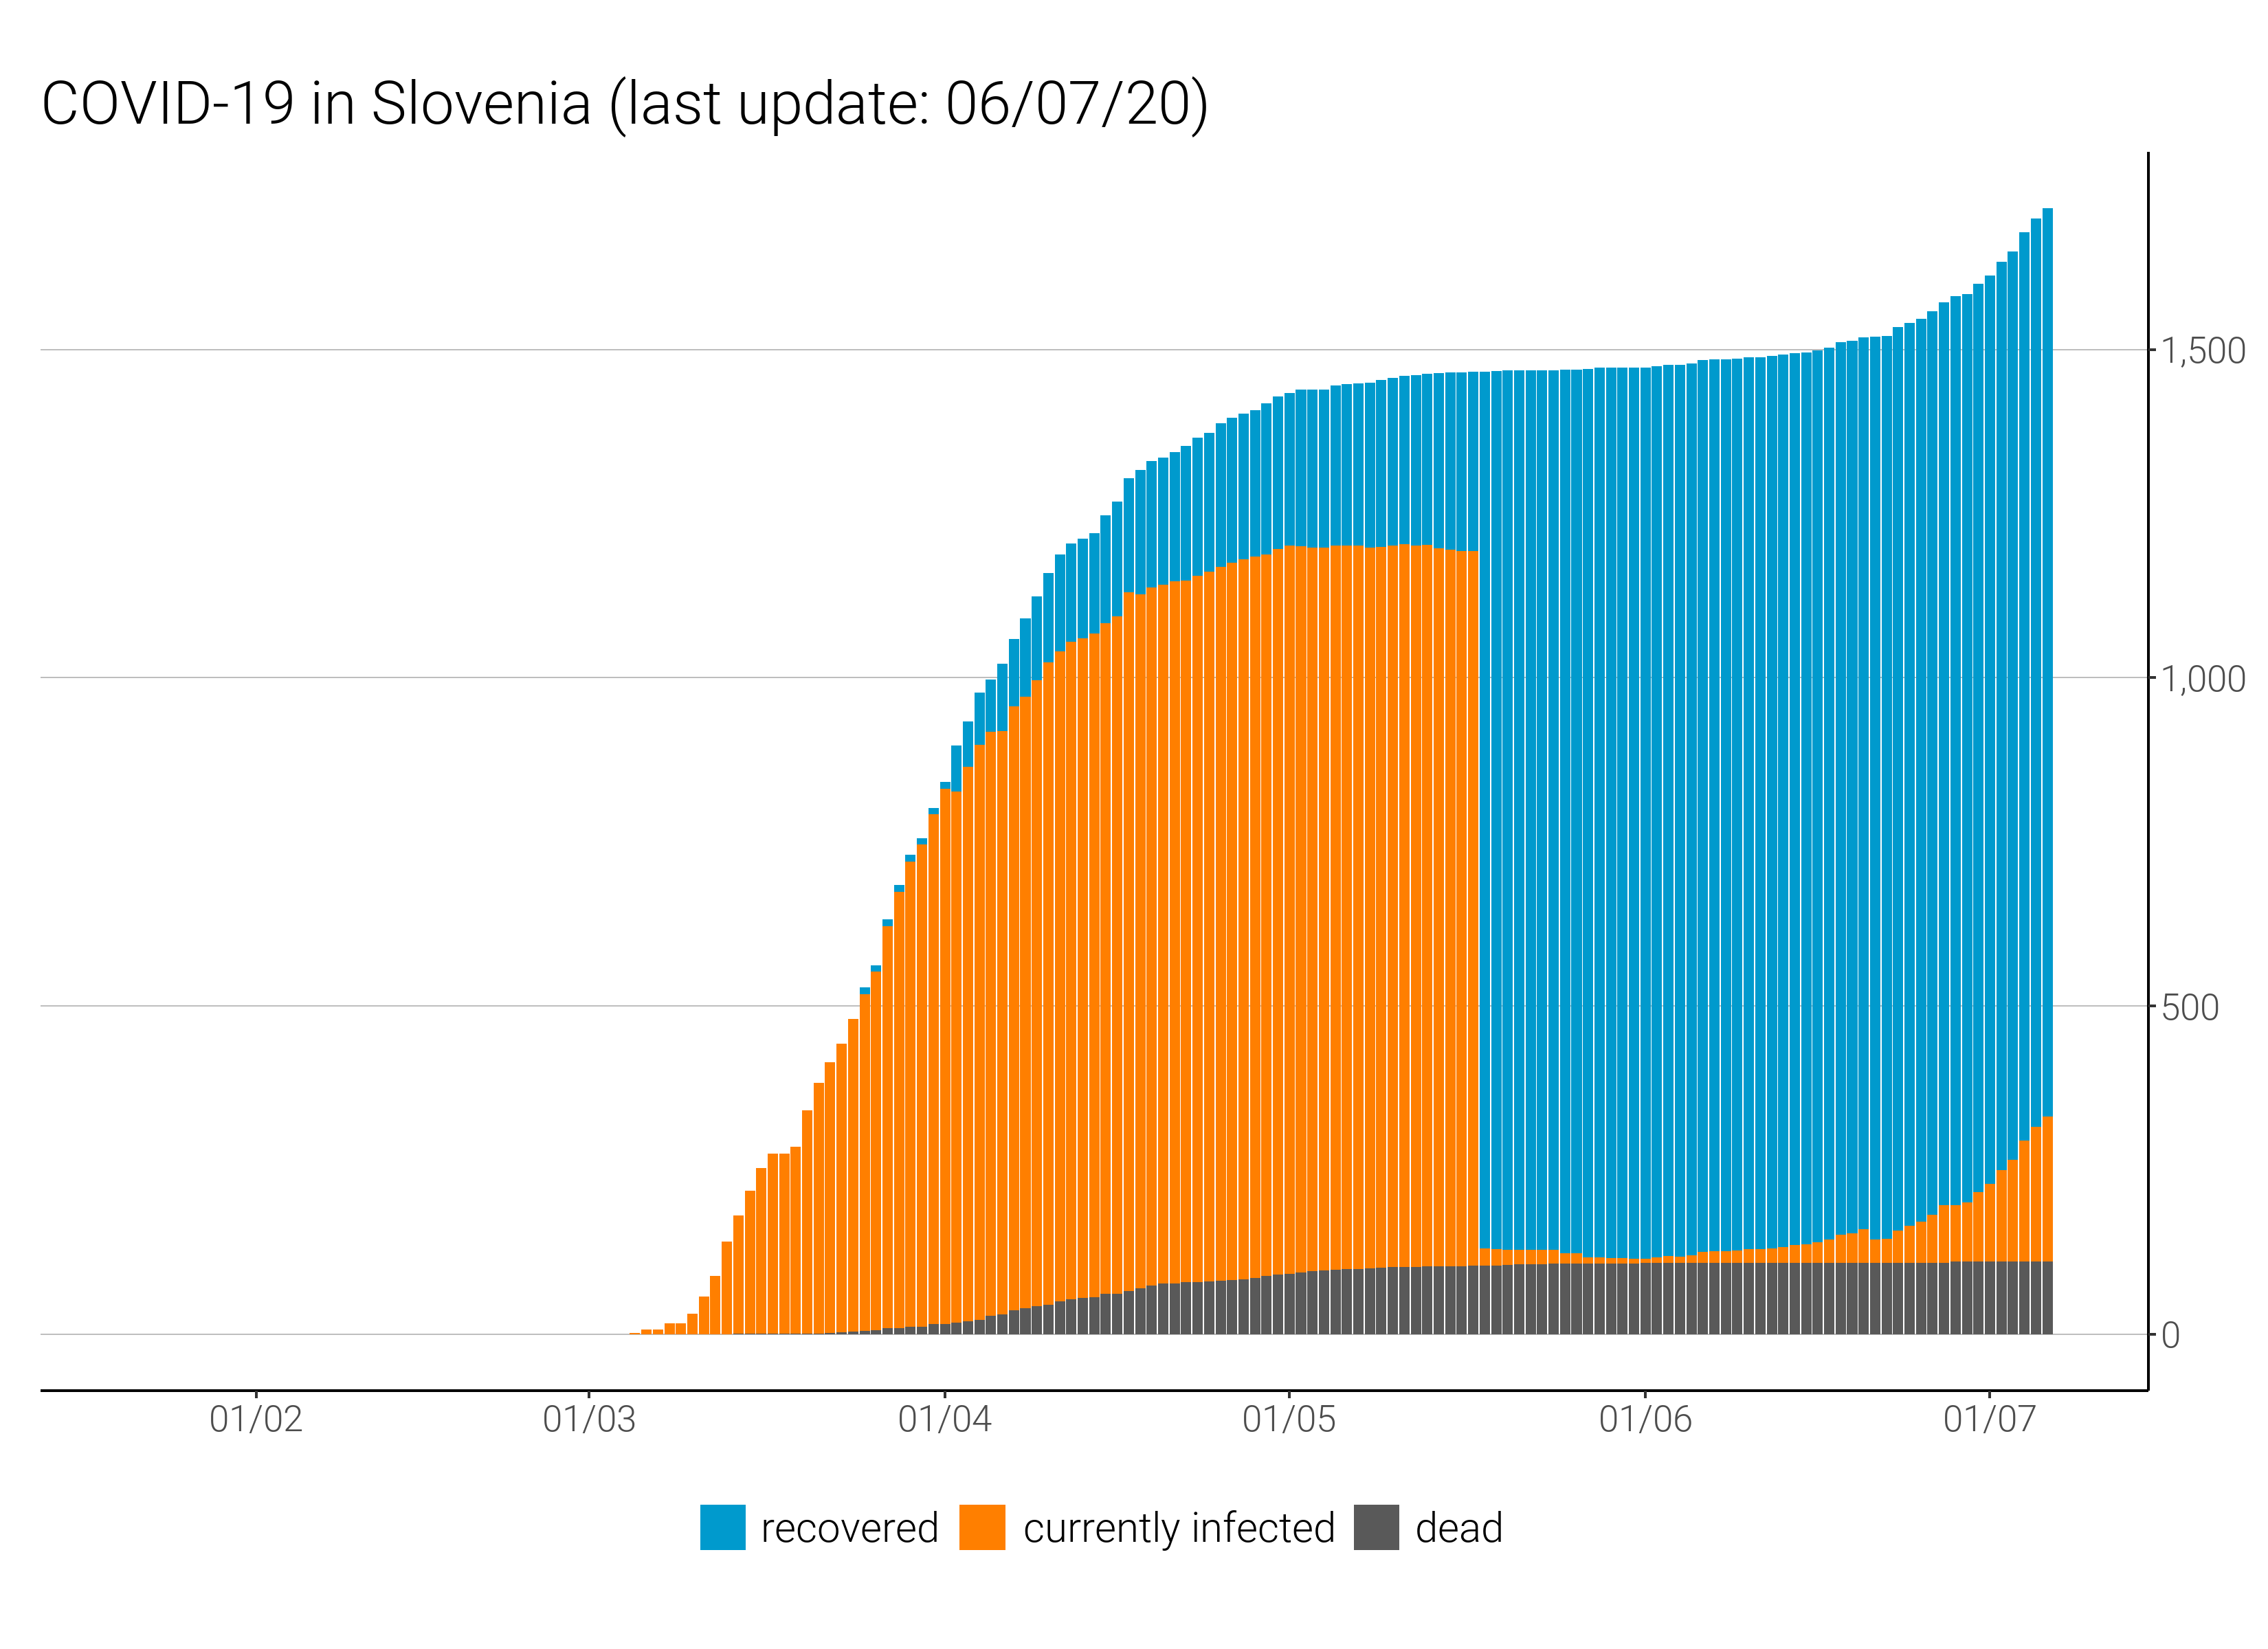 COVID-19 in Slovenia (last update: 06/07/20)
1,500
1,000
500
0
01/02 01/03 01/04 01/05 01/06 01/07
recovered currently infected dead